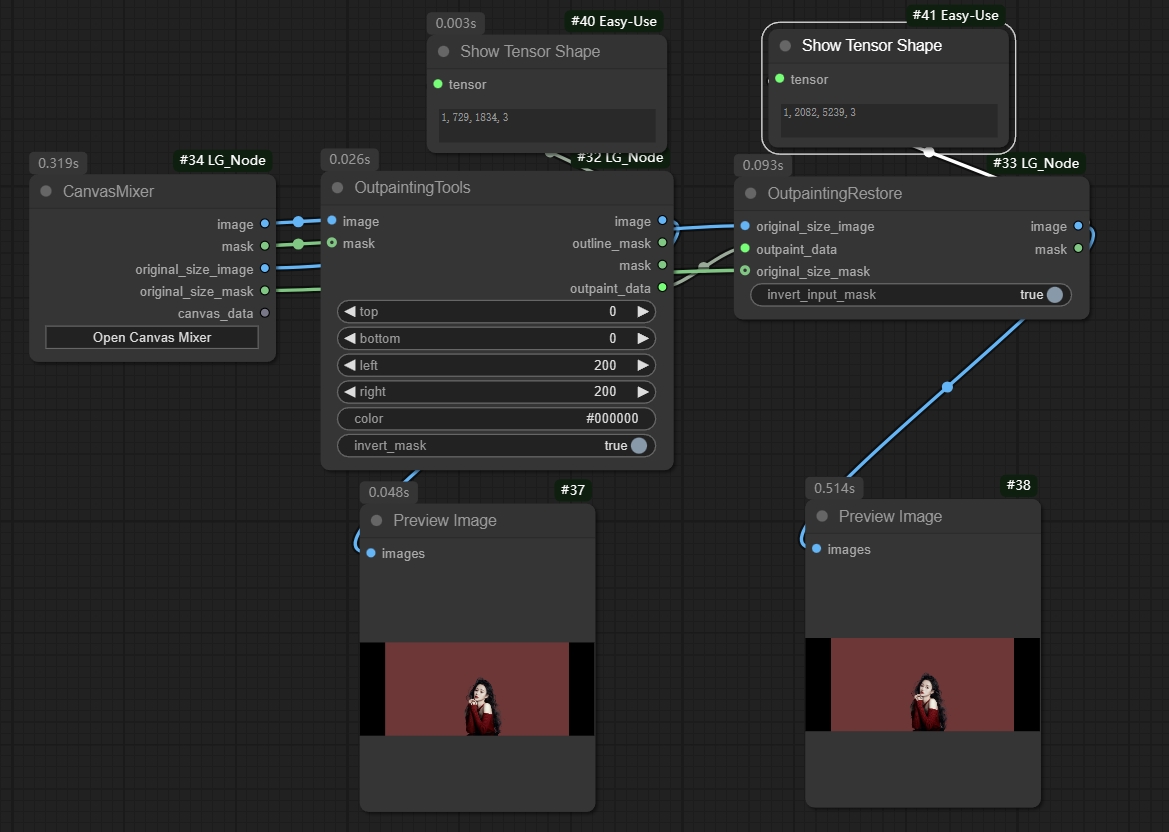 0.003s
#40 Easy-Use
Show Tensor Shape
tensor
1, 729, 1834, 3
#41 Easy-Use
Show Tensor Shape
tensor
1, 2082, 5239, 3
0.319s
#34 LG_Node
CanvasMixer
image
mask
original_size_image
original_size_mask
canvas_data
Open Canvas Mixer
0.026s
#32 LG_Node
OutpaintingTools
image image
mask outline_mask
mask
outpaint_data
top 0
bottom 0
left 200
right 200
color #000000
invert_mask true
0.093s
#33 LG_Node
OutpaintingRestore
original_size_image image
outpaint_data mask
original_size_mask
invert_input_mask true
0.048s
#37
Preview Image
images
0.514s
#38
Preview Image
images